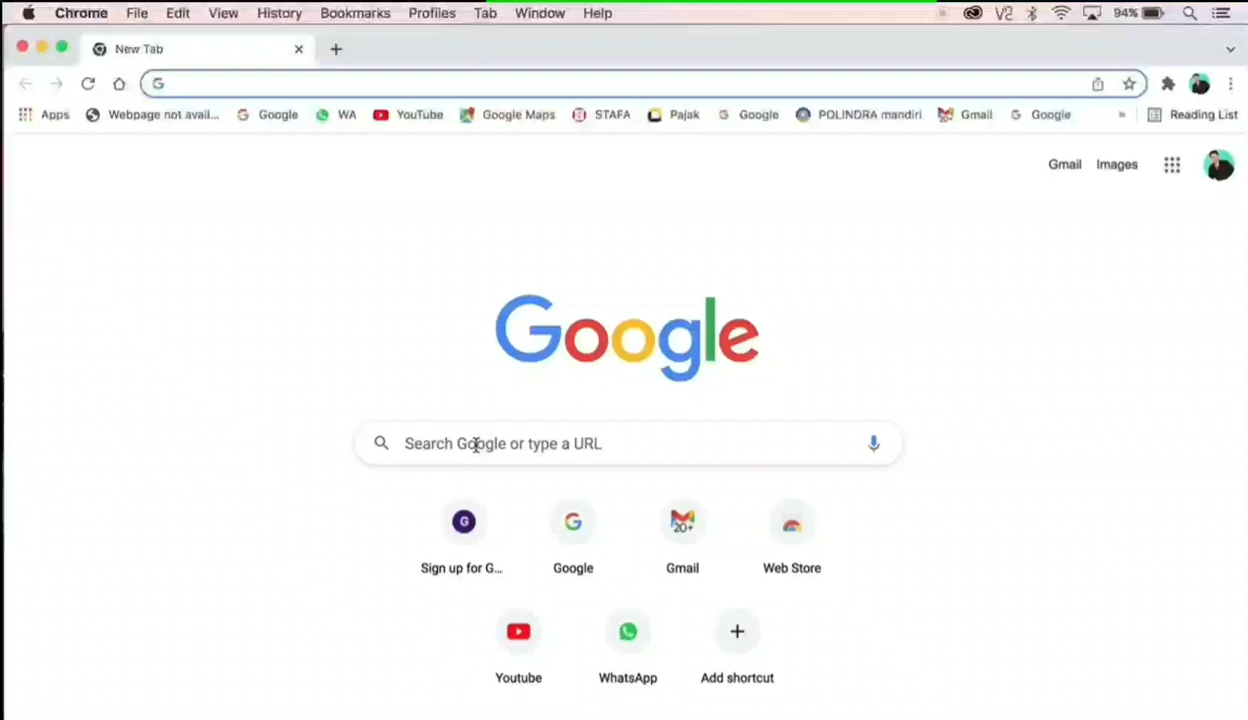 Chrome File Edit View History Bookmarks Profiles Tab Window Help 94%
New Tab
Apps Webpage not avail... Google WA YouTube Google Maps STAFA Pajak Google POLINDRA mandiri Gmail Google » Reading List
Gmail Images
Google
Search Google or type a URL
G 20+
Sign up for G... Google Gmail Web Store
Youtube WhatsApp Add shortcut